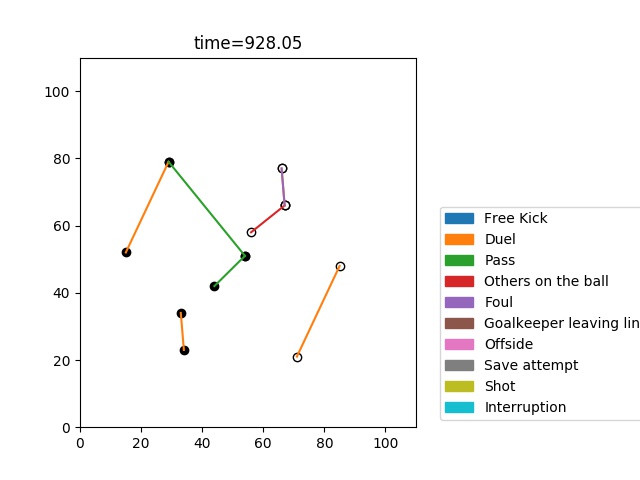 time=928.05
100
80
60
40
20
0
0 20 40 60 80 100
Free Kick
Duel
Pass
Others on the ball
Foul
Goalkeeper leaving lin
Offside
Save attempt
Shot
Interruption